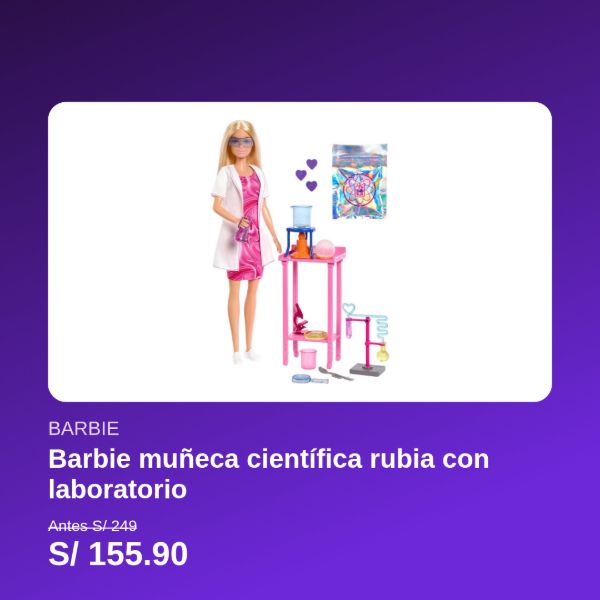 BARBIE
Barbie muñeca científica rubia con
laboratorio
Antes S/ 249
S/ 155.90